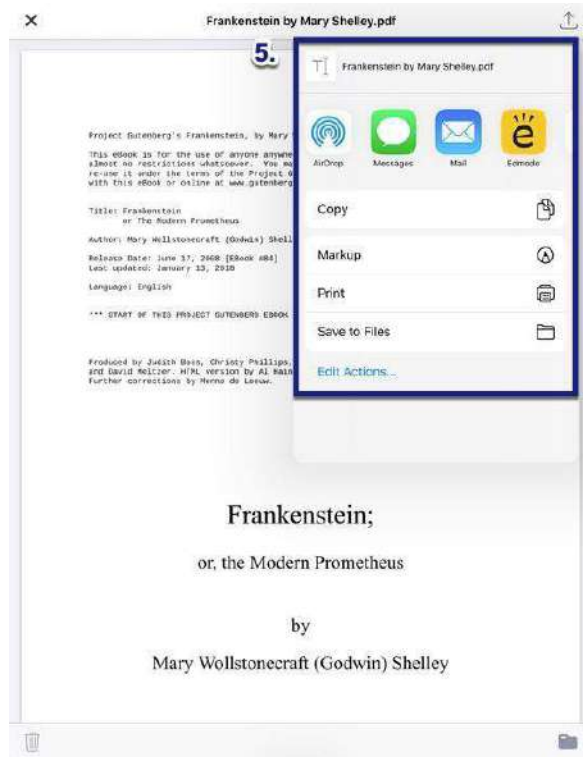 Frankenstein by Mary Shelley.pdf
5.
Frankenstein by Mary Shelley.pdf
AirDrop
Messages
Mail
Edmodo
Copy
Markup
Print
Save to Files
Edit Actions...
Project Gutenberg's Frankenstein, by Mary
This eBook is for the use of anyone anywhe
almost no restrictions whatsoever. You ma
re-use it under the terms of the Project G
with this eBook or online at www.gutenberg
Title: Frankenstein
or The Modern Prometheus
Author: Mary Wollstonecraft (Godwin) Shell
Release Date: June 17, 2008 [EBook #84]
Last updated: January 13, 2018
Language: English
*** START OF THIS PROJECT GUTENBERG EBOOK
Produced by Judith Boss, Christy Phillips,
and David Meltzer. HTML version by Al Hain
Further corrections by Menno de Leeuw.
Frankenstein;
or, the Modern Prometheus
by
Mary Wollstonecraft (Godwin) Shelley